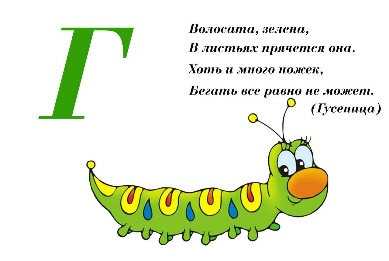 Г
Волосата, зелена,
В листьях прячется она.
Хоть и много ножек,
Бегать все равно не может.
(Гусеница)